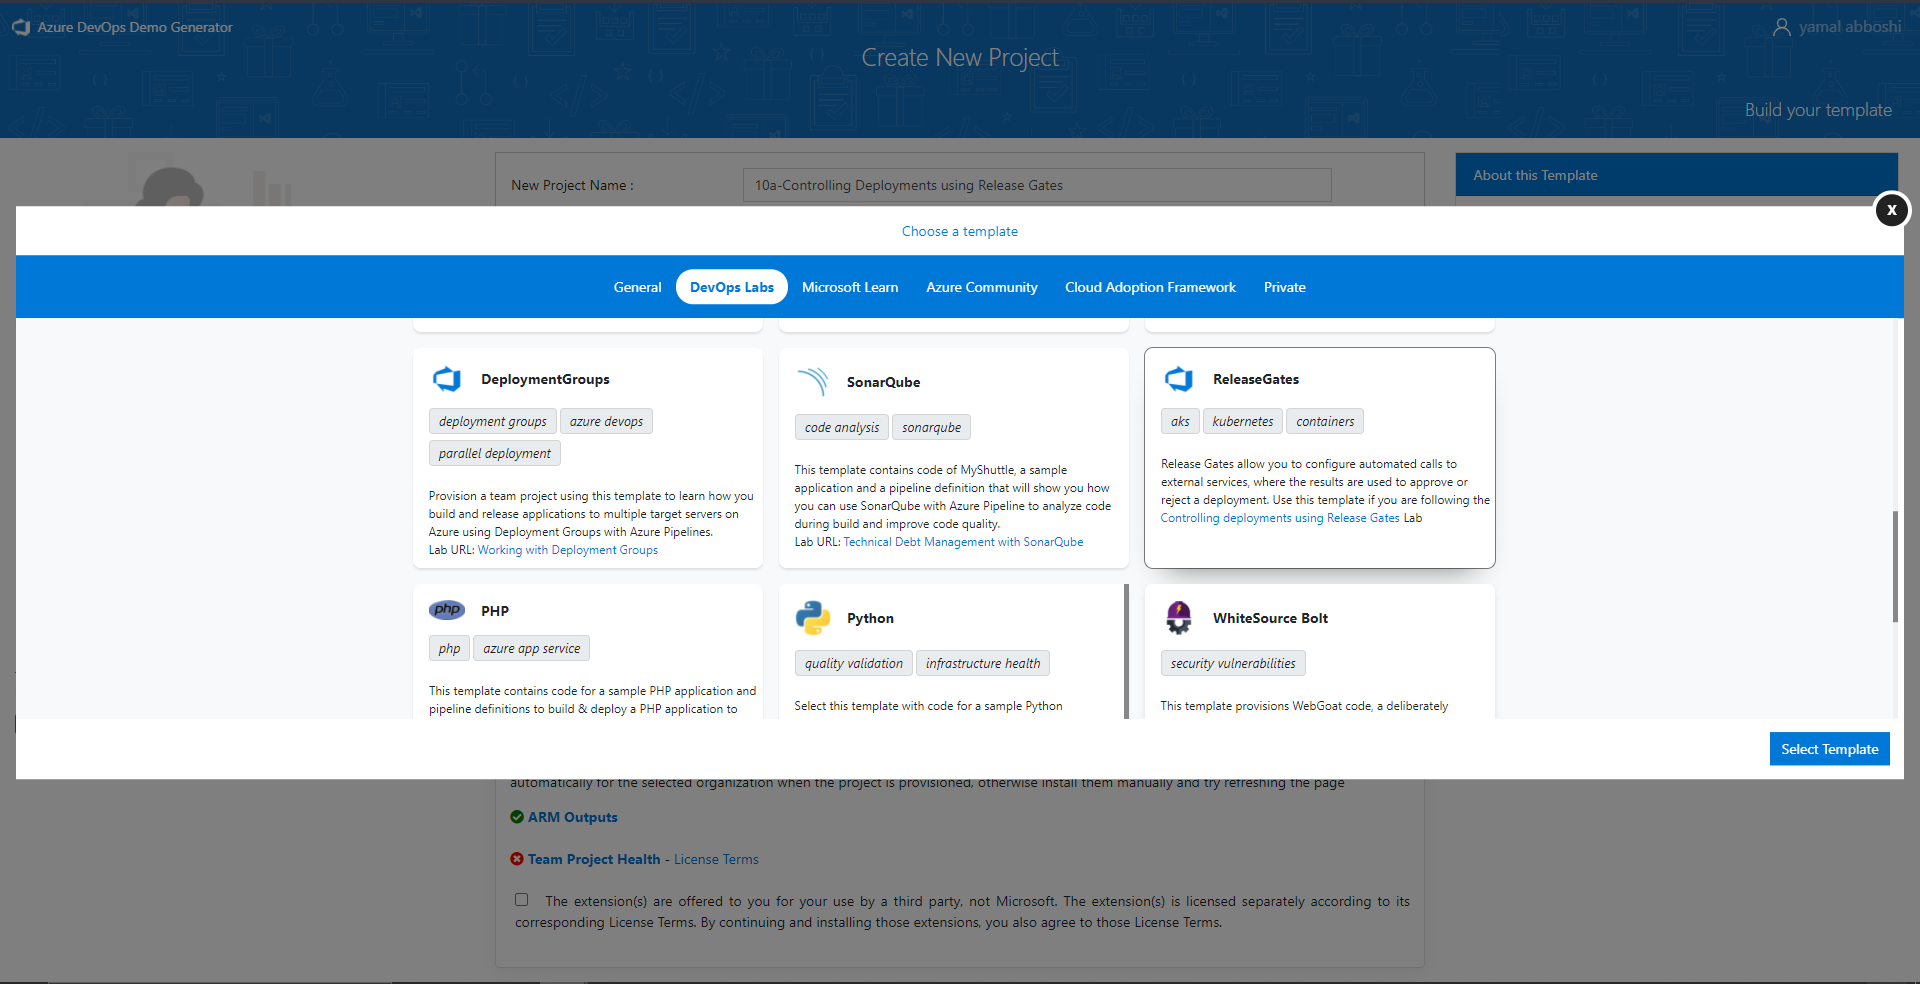 Azure DevOps Demo Generator
yamal abboshi
Create New Project
Build your template
New Project Name :
10a-Controlling Deployments using Release Gates
About this Template
x
Choose a template
General
DevOps Labs
Microsoft Learn
Azure Community
Cloud Adoption Framework
Private
DeploymentGroups
deployment groups
azure devops
parallel deployment
Provision a team project using this template to learn how you
build and release applications to multiple target servers on
Azure using Deployment Groups with Azure Pipelines.
Lab URL: Working with Deployment Groups
SonarQube
code analysis
sonarqube
This template contains code of MyShuttle, a sample
application and a pipeline definition that will show you how
you can use SonarQube with Azure Pipeline to analyze code
during build and improve code quality.
Lab URL: Technical Debt Management with SonarQube
ReleaseGates
aks
kubernetes
containers
Release Gates allow you to configure automated calls to
external services, where the results are used to approve or
reject a deployment. Use this template if you are following the
Controlling deployments using Release Gates Lab
php
PHP
php
azure app service
This template contains code for a sample PHP application and
pipeline definitions to build & deploy a PHP application to
Python
quality validation
infrastructure health
Select this template with code for a sample Python
WhiteSource Bolt
security vulnerabilities
This template provisions WebGoat code, a deliberately
Select Template
automatically for the selected organization when the project is provisioned, otherwise install them manually and try refreshing the page
ARM Outputs
Team Project Health - License Terms
The extension(s) are offered to you for your use by a third party, not Microsoft. The extension(s) is licensed separately according to its
corresponding License Terms. By continuing and installing those extensions, you also agree to those License Terms.